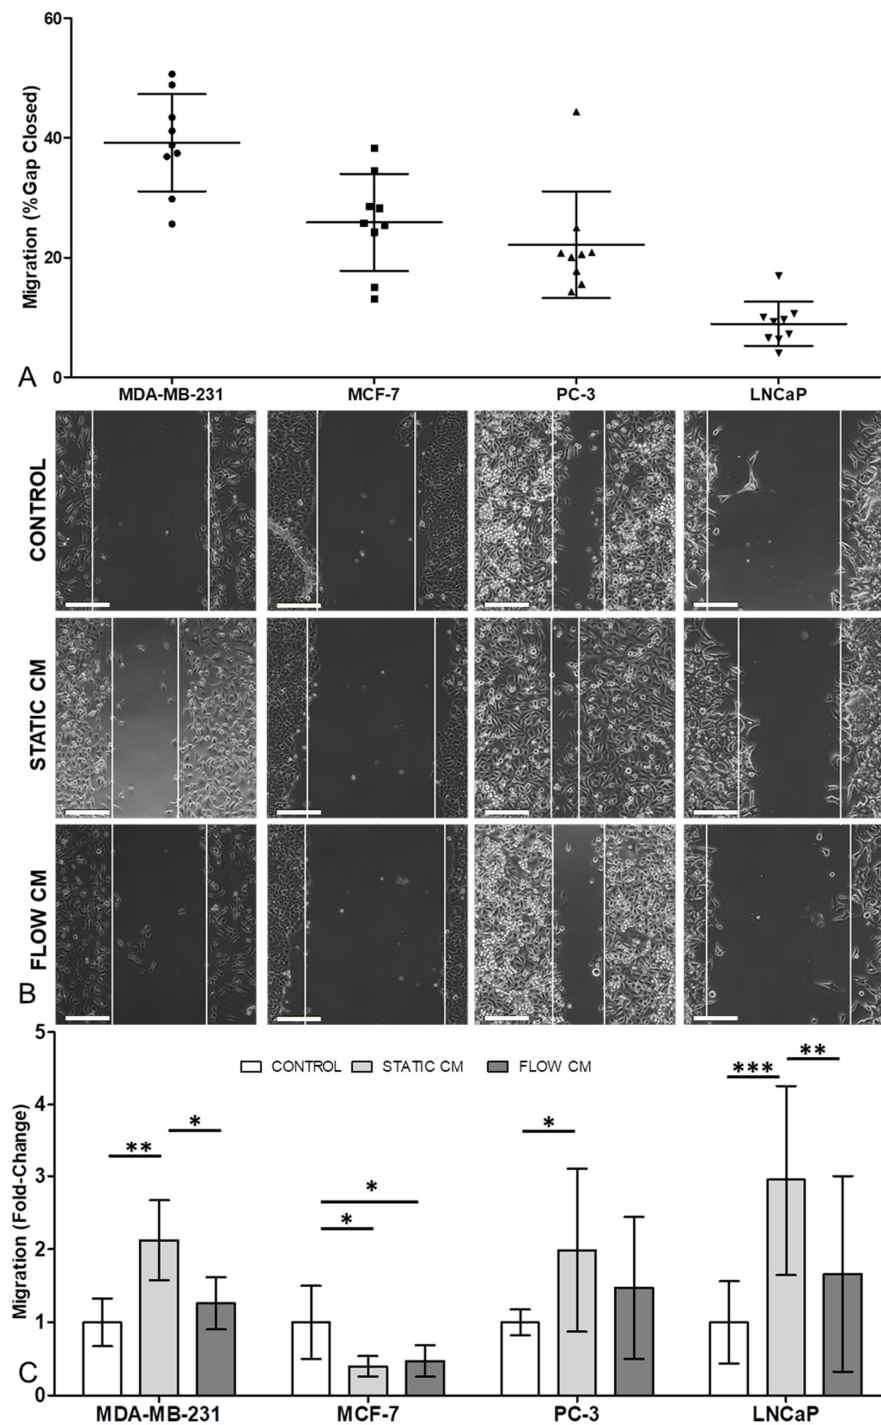 60
40
20
0
Migration (% Gap Closed)
A
MDA-MB-231 MCF-7 PC-3 LNCaP
CONTROL
STATIC CM
FLOW CM
B
5
4
3
2
1
0
Migration (Fold-Change)
CONTROL STATIC CM FLOW CM
** *
* *
*
*** **
C
MDA-MB-231 MCF-7 PC-3 LNCaP